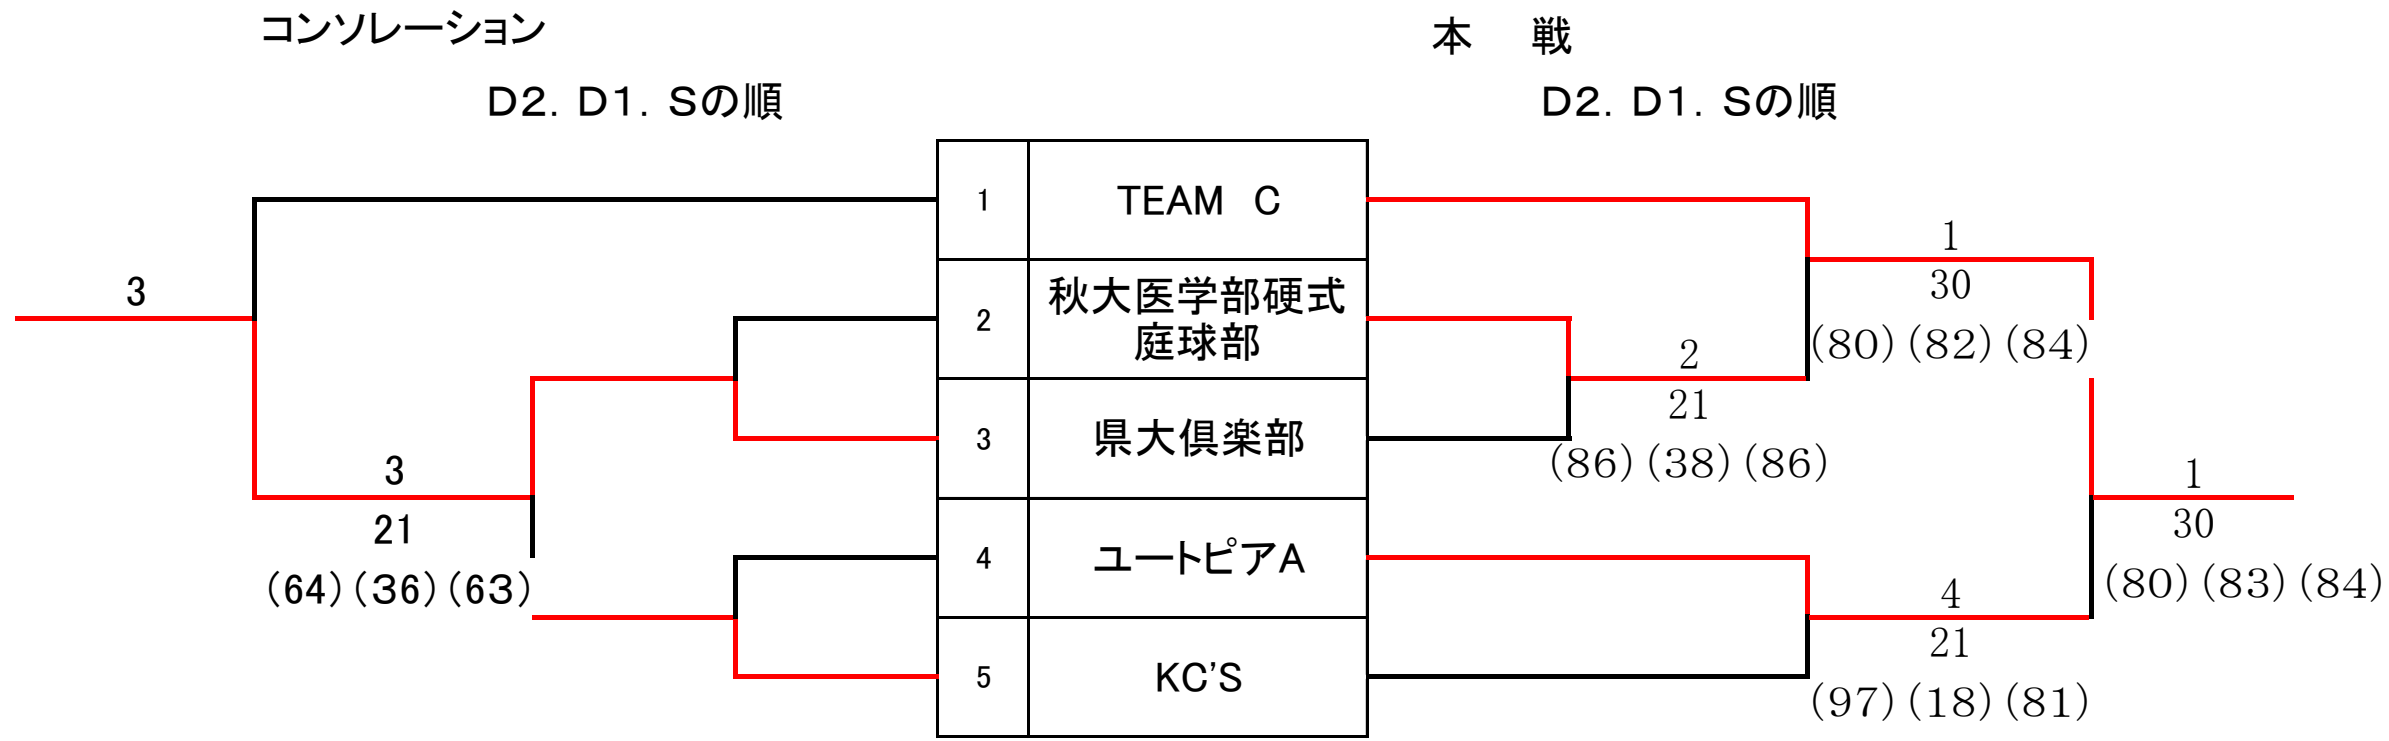 コンソレーション
D2．D1．Sの順
3
3
21
(64)(36)(63)
1 TEAM　C
2 秋大医学部硬式
庭球部
3 県大倶楽部
4 ユートピアA
5 KC'S
本　戦
D2．D1．Sの順
1
30
(80)(82)(84)
2
21
(86)(38)(86)
1
30
(80)(83)(84)
4
21
(97)(18)(81)